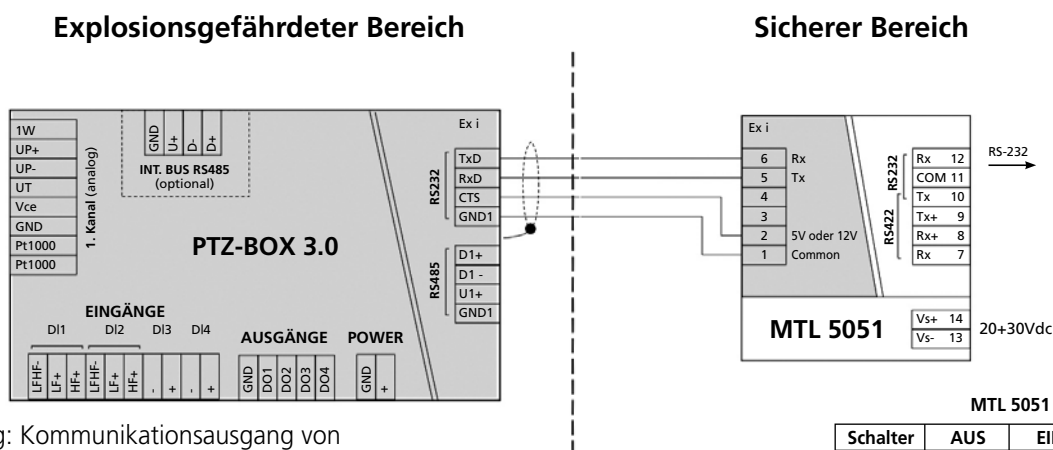 Explosionsgefährdeter Bereich
Sicherer Bereich
1W
UP+
UP-
UT
Vce
GND
Pt1000
Pt1000
1. Kanal (analog)
GND
U+
D-
D+
INT. BUS RS485
(optional)
PTZ-BOX 3.0
Ex i
RS232
TxD
RxD
CTS
GND1
RS485
D1+
D1 -
U1+
GND1
EINGÄNGE
DI1
DI2
DI3
DI4
LFHF-
LF+
HF+
LFHF-
LF+
HF+
-
+
-
+
AUSGÄNGE
GND
DO1
DO2
DO3
DO4
POWER
GND
+
Ex i
6 Rx
5 Tx
4
3
2 5V oder 12V
1 Common
RS232
RS422
Rx 12
COM 11
Tx 10
Tx+ 9
Rx+ 8
Rx 7
RS-232
MTL 5051
Vs+ 14
Vs- 13
20+30Vdc
MTL 5051
Schalter AUS
: Kommunikationsausgang von